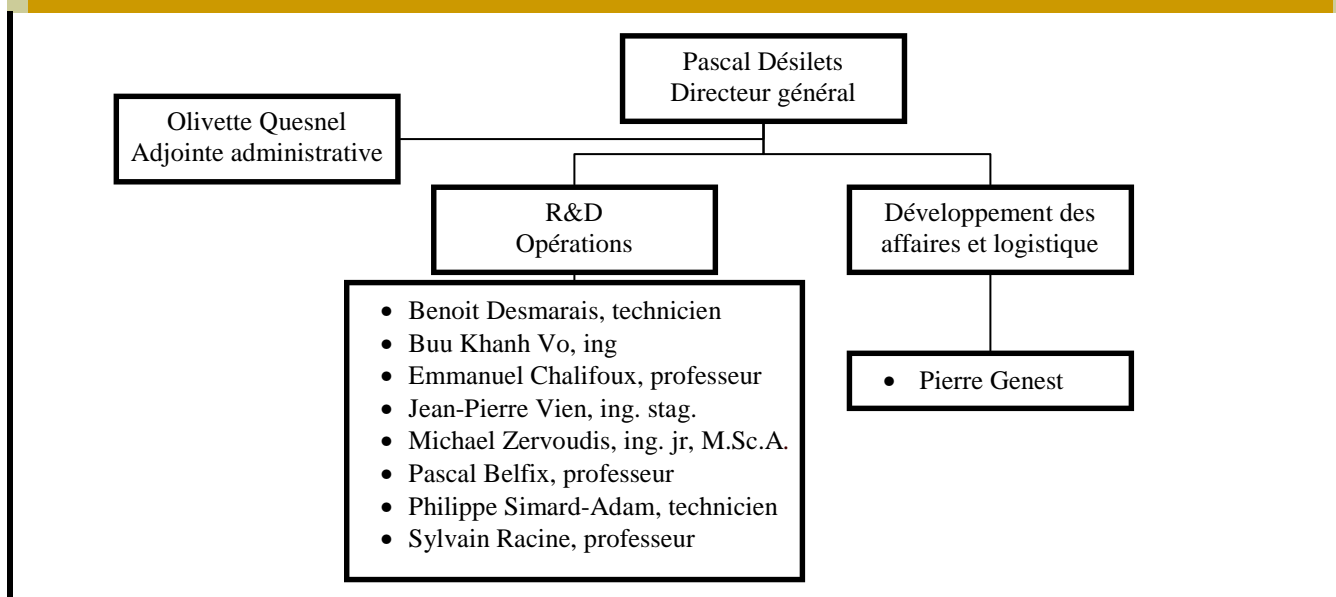 Pascal Désilets
Directeur général
Olivette Quesnel
Adjointe administrative
R&D
Opérations
Développement des
affaires et logistique
• Benoit Desmarais, technicien
• Buu Khanh Vo, ing
• Emmanuel Chalifoux, professeur
• Jean-Pierre Vien, ing. stag.
• Michael Zervoudis, ing. jr, M.Sc.A.
• Pascal Belfix, professeur
• Philippe Simard-Adam, technicien
• Sylvain Racine, professeur
• Pierre Genest